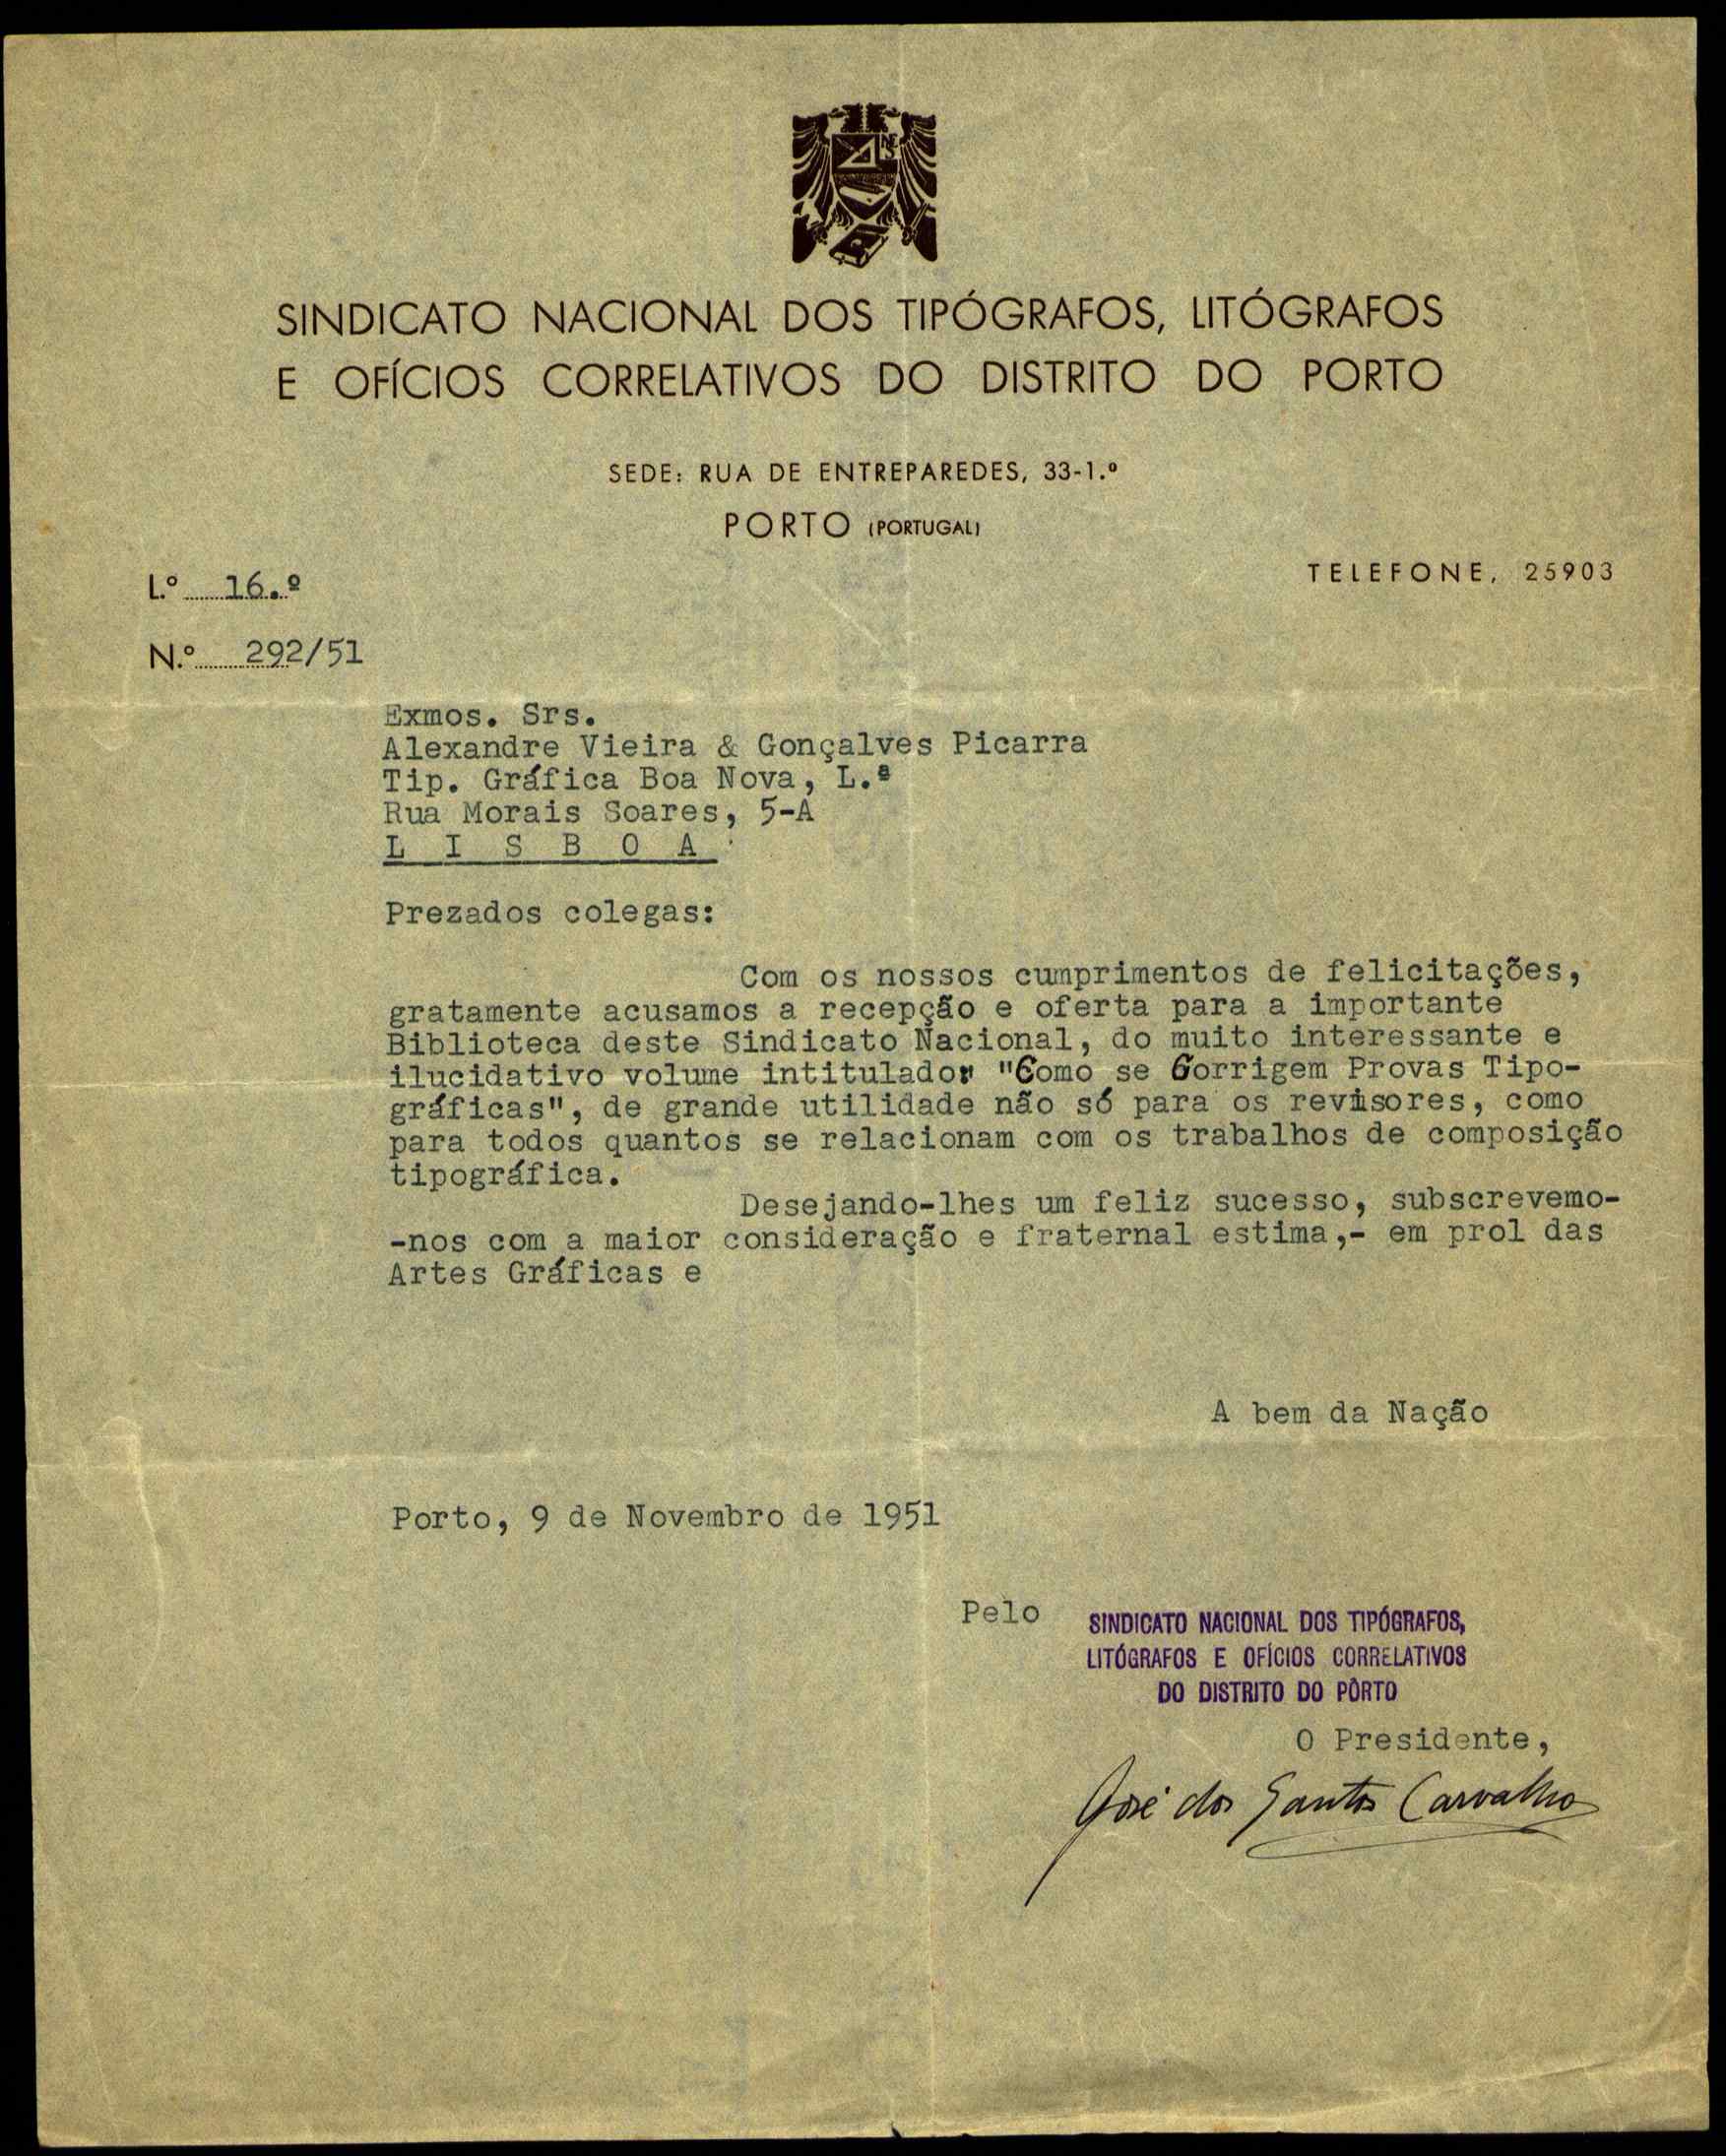 SINDICATO NACIONAL DOS TIPÓGRAFOS, LITÓGRAFOS
E OFÍCIOS CORRELATIVOS DO DISTRITO DO PORTO
SEDE: RUA DE ENTREPAREDES, 33-1.º
PORTO (PORTUGAL)
TELEFONE, 25903
L.º 16.º
N.º 292/51
Exmos. Srs.
Alexandre Vieira & Gonçalves Picarra
Tip. Gráfica Boa Nova, L.ª
Rua Morais Soares, 5-A
L I S B O A
Prezados colegas:
Com os nossos cumprimentos de felicitações,
gratamente acusamos a recepção e oferta para a importante
Biblioteca deste Sindicato Nacional, do muito interessante e
ilucidativo volume intitulado: "Como se Corrigem Provas Tipo-
gráficas", de grande utilidade não só para os revisores, como
para todos quantos se relacionam com os trabalhos de composição
tipográfica.
Desejando-lhes um feliz sucesso, subscrevemo-
-nos com a maior consideração e fraternal estima,- em prol das
Artes Gráficas e
A bem da Nação
Porto, 9 de Novembro de 1951
Pelo SINDICATO NACIONAL DOS TIPÓGRAFOS,
LITÓGRAFOS E OFÍCIOS CORRELATIVOS
DO DISTRITO DO PÔRTO
O Presidente,
José dos Santos Carvalho